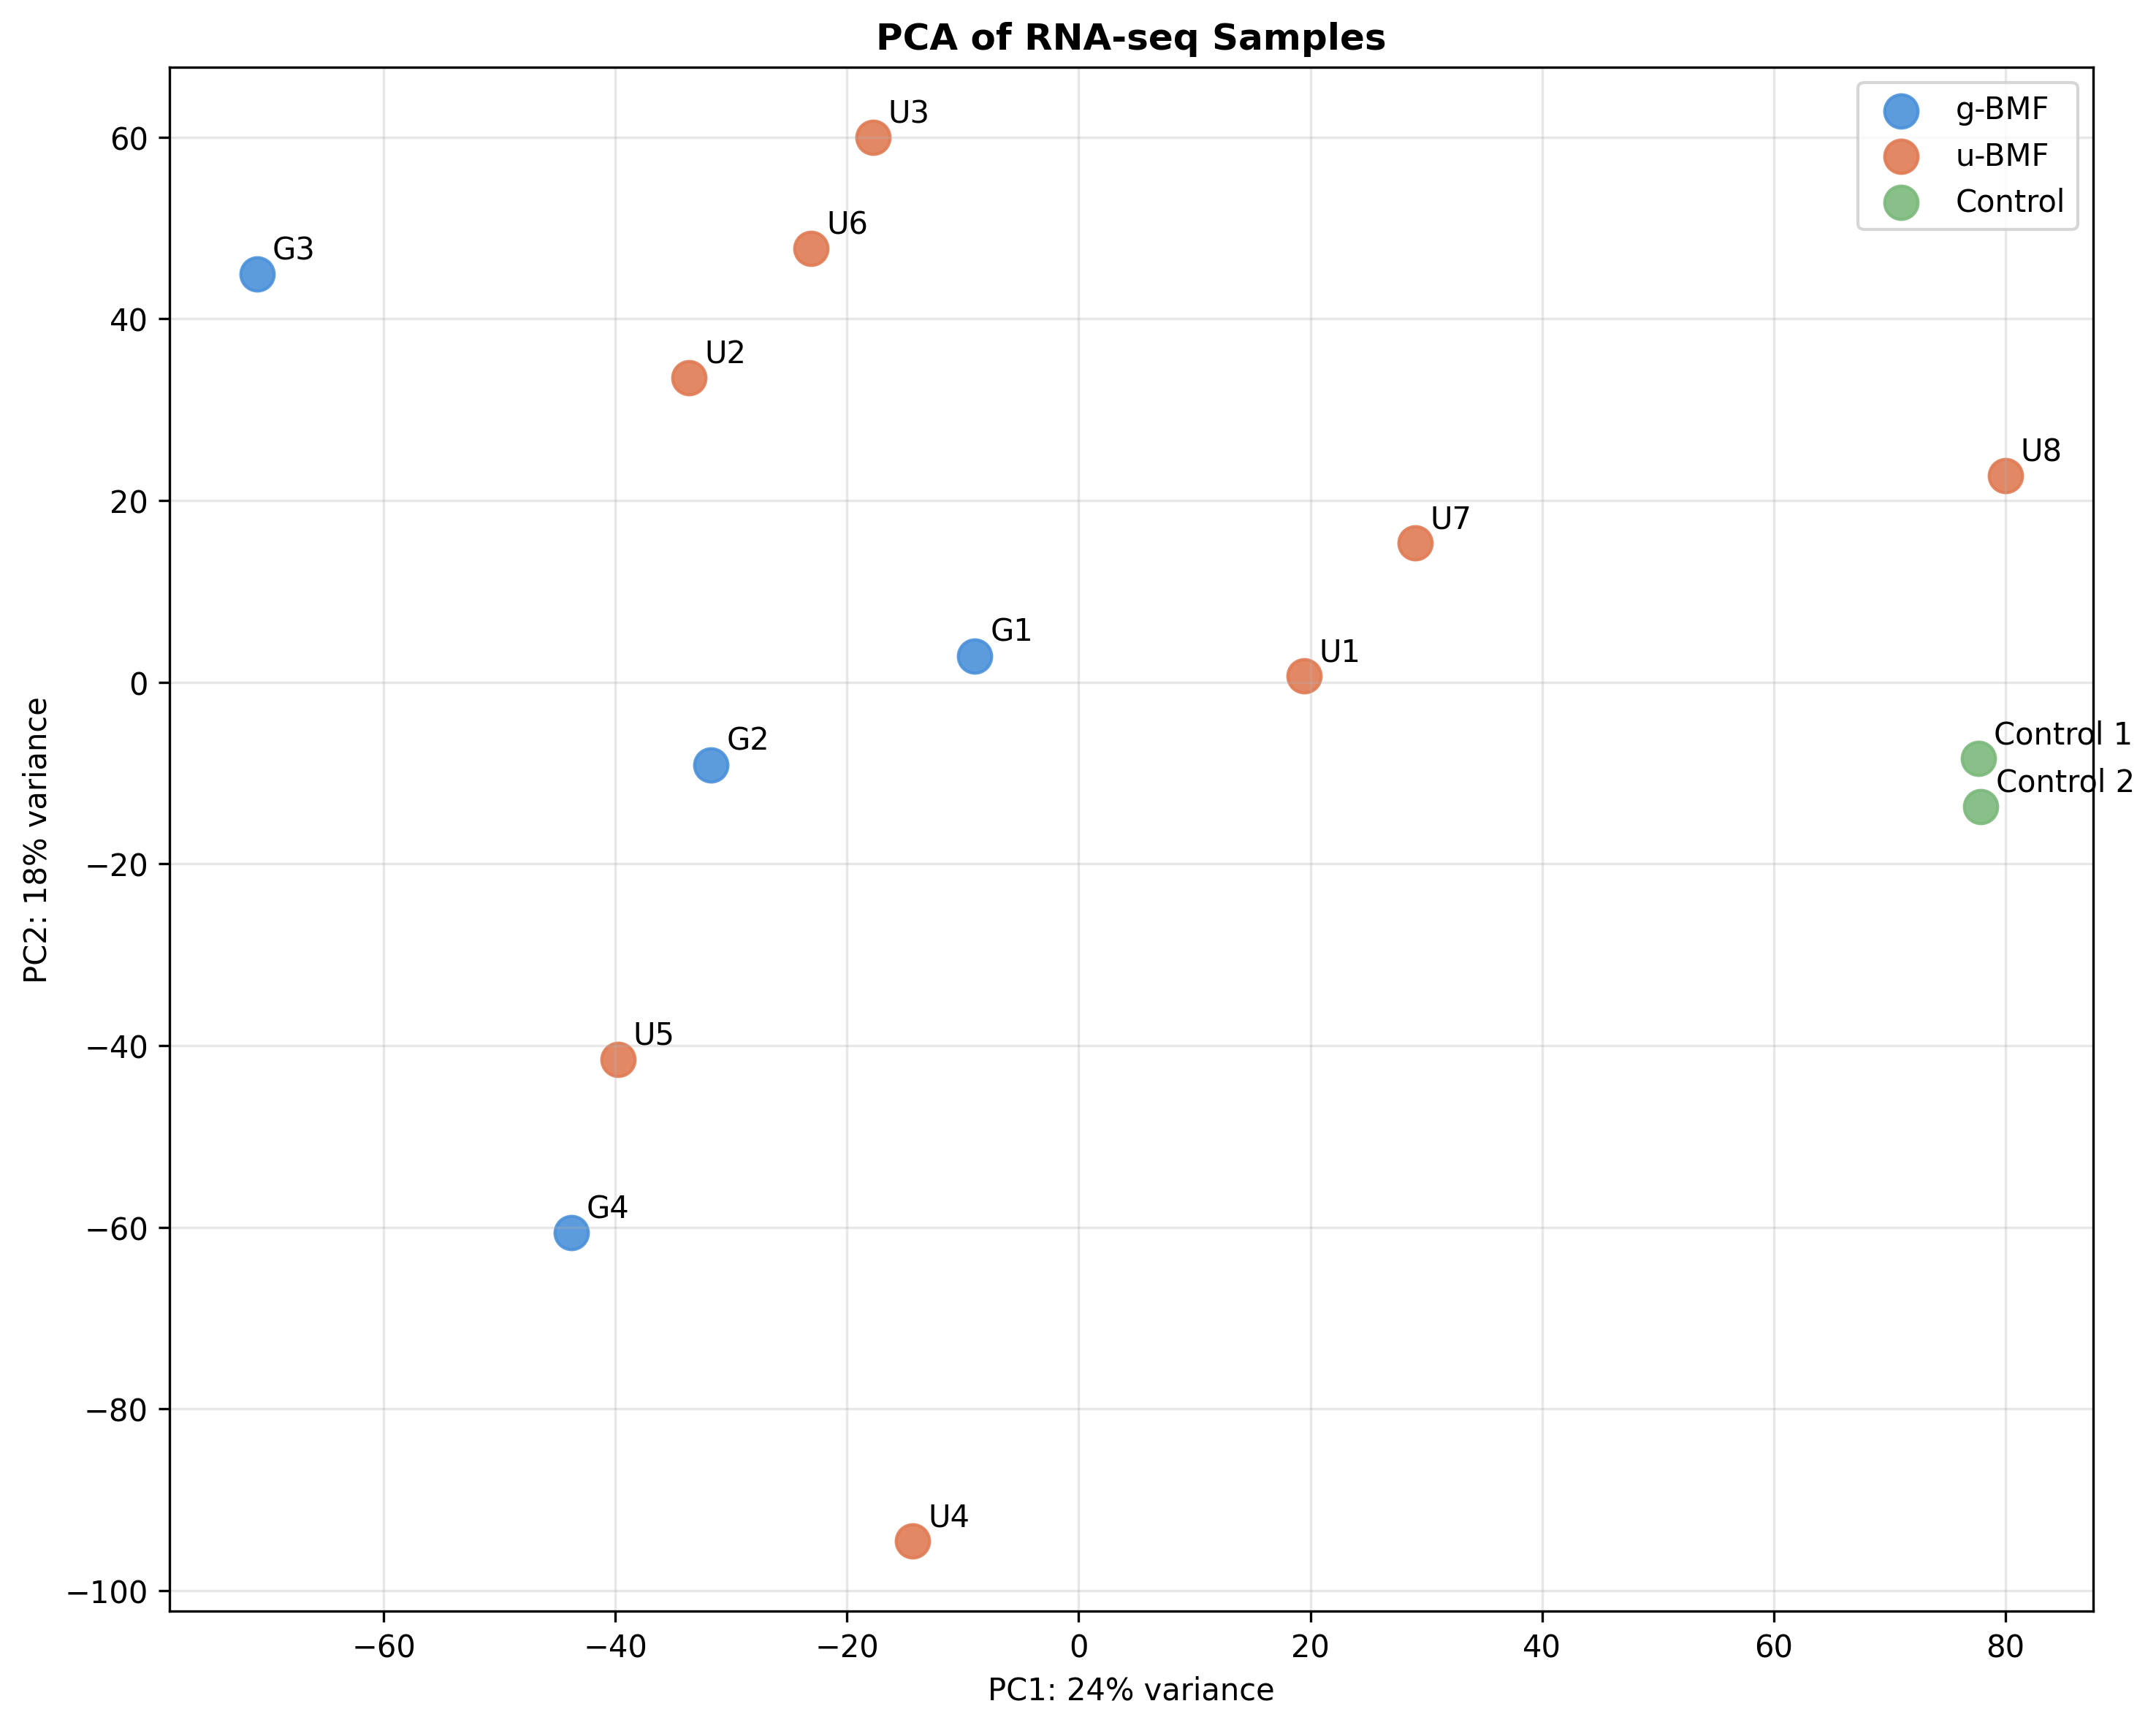 PCA of RNA-seq Samples
g-BMF
u-BMF
Control
U3
U6
G3
U2
U8
U7
G1
U1
G2
Control 1
Control 2
U5
G4
U4
60
40
20
0
−20
−40
−60
−80
−100
PC2: 18% variance
−60
−40
−20
0
20
40
60
80
PC1: 24% variance